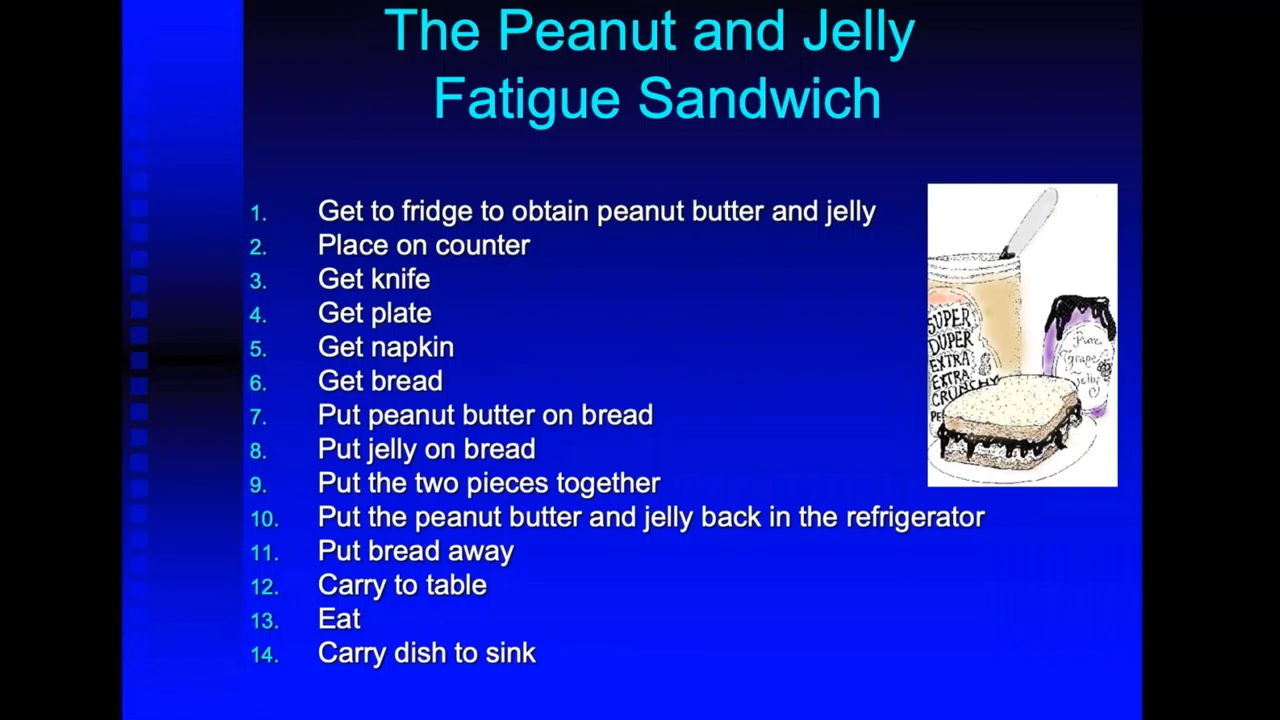 The Peanut and Jelly
Fatigue Sandwich
1. Get to fridge to obtain peanut butter and jelly
2. Place on counter
3. Get knife
4. Get plate
5. Get napkin
6. Get bread
7. Put peanut butter on bread
8. Put jelly on bread
9. Put the two pieces together
10. Put the peanut butter and jelly back in the refrigerator
11. Put bread away
12. Carry to table
13. Eat
14. Carry dish to sink
SUPER
DUPER
EXTRA
EXTRA
CRUNCHY
PE
Pure
grape
Jelly